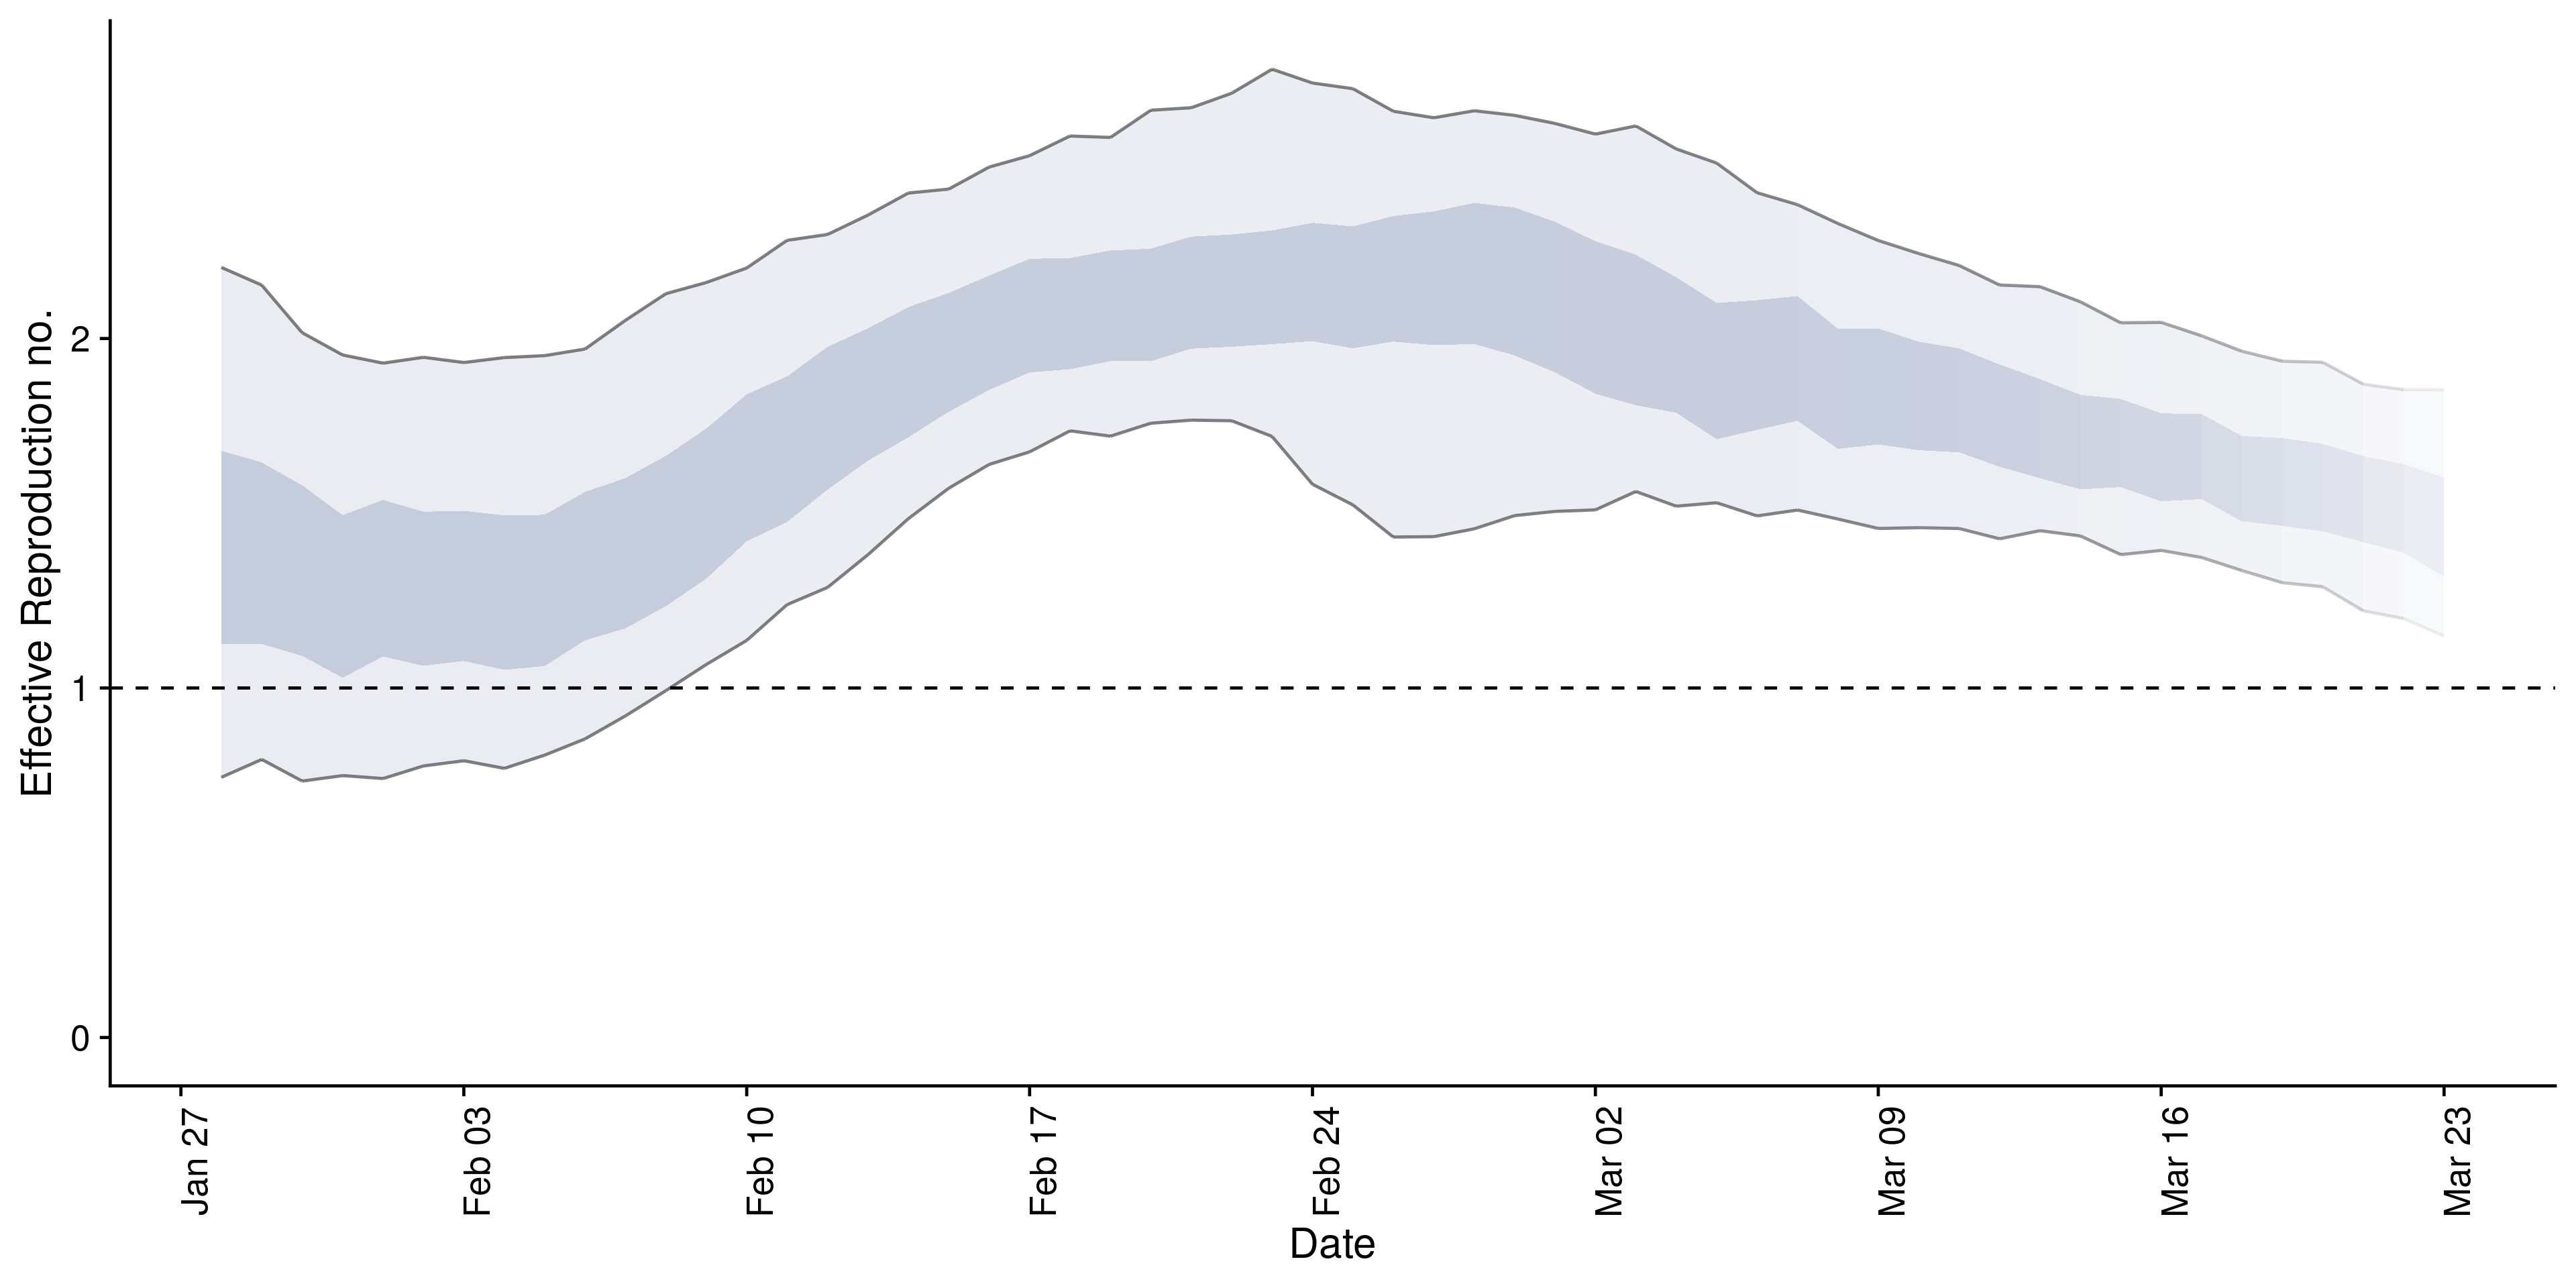 Effective Reproduction no.
2
1
0
Jan 27
Feb 03
Feb 10
Feb 17
Feb 24
Mar 02
Mar 09
Mar 16
Mar 23
Date